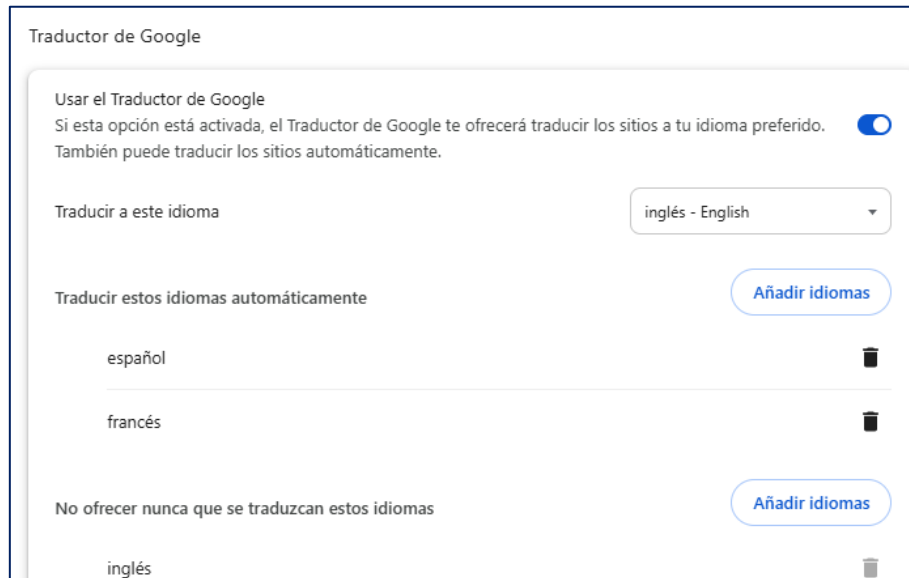 Traductor de Google
Usar el Traductor de Google
Si esta opción está activada, el Traductor de Google te ofrecerá traducir los sitios a tu idioma preferido.
También puede traducir los sitios automáticamente.
Traducir a este idioma
inglés - English
Traducir estos idiomas automáticamente
Añadir idiomas
español
francés
No ofrecer nunca que se traduzcan estos idiomas
Añadir idiomas
inglés